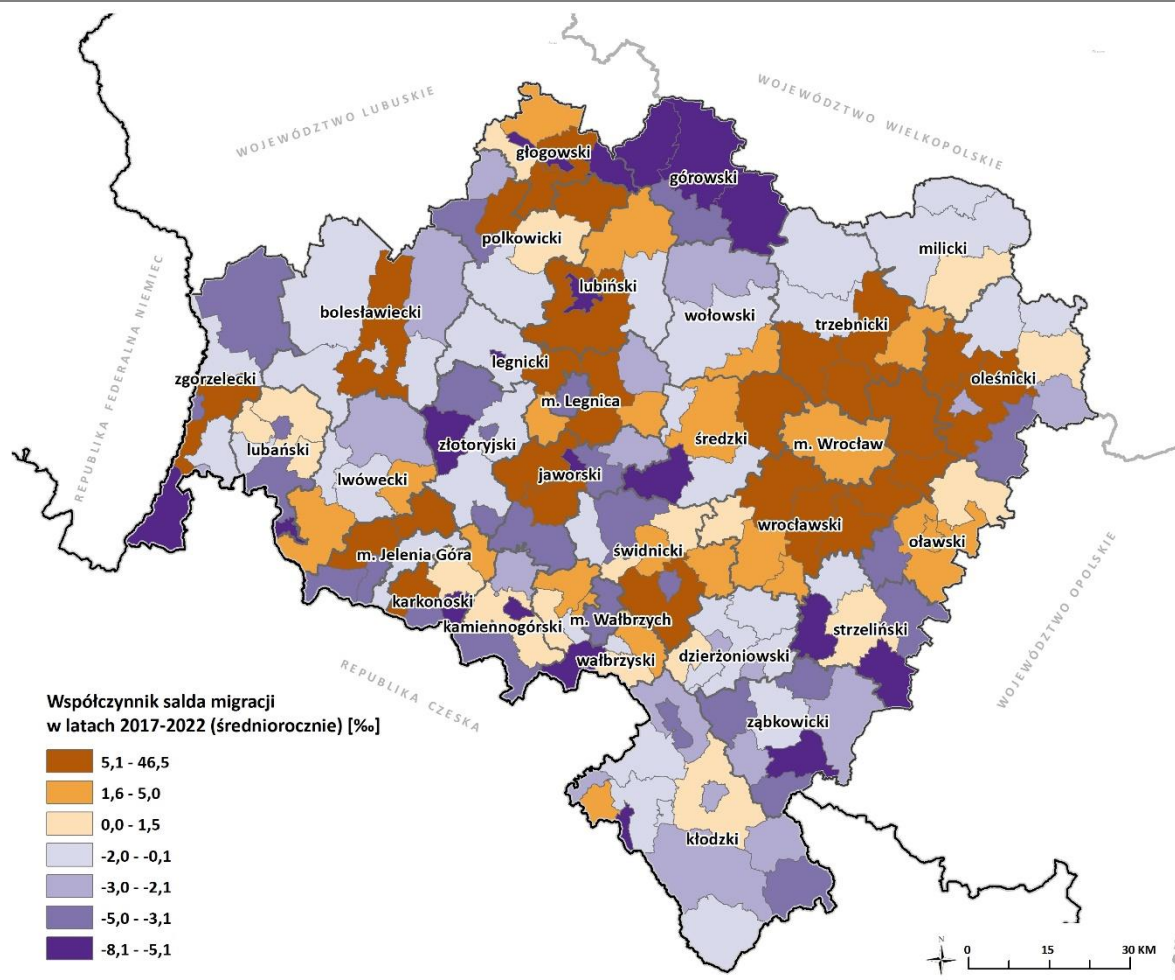 WOJEWÓDZTWO LUBUSKIE
WOJEWÓDZTWO WIELKOPOLSKIE
głogowski
górowski
polkowicki
milicki
lubiński
bolesławiecki
wołowski
trzebnicki
REPUBLIKA FEDERALNA NIEMIEC
legnicki
zgorzelecki
oleśnicki
m. Legnica
złotoryjski
średzki
m. Wrocław
lubański
lwówecki
jaworski
wrocławski
oławski
świdnicki
m. Jelenia Góra
karkonoski
kamiennogórski
m. Wałbrzych
strzeliński
wałbrzyski
dzierżoniowski
WOJEWÓDZTWO OPOLSKIE
REPUBLIKA CZESKA
ząbkowicki
kłodzki
Współczynnik salda migracji
w latach 2017-2022 (średniorocznie) [‰]
5,1 - 46,5
1,6 - 5,0
0,0 - 1,5
-2,0 - -0,1
-3,0 - -2,1
-5,0 - -3,1
-8,1 - -5,1
N
0 15 30 KM